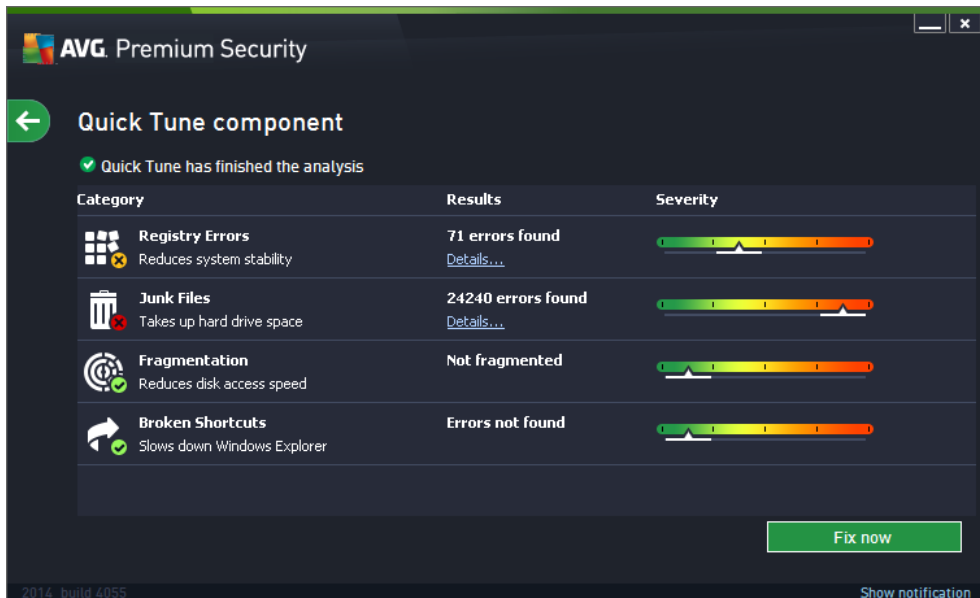 AVG. Premium Security
Quick Tune component
Quick Tune has finished the analysis
Category Results Severity
Registry Errors 71 errors found
Reduces system stability Details...
Junk Files 24240 errors found
Takes up hard drive space Details...
Fragmentation Not fragmented
Reduces disk access speed
Broken Shortcuts Errors not found
Slows down Windows Explorer
Fix now
2014 build 4055 Show notification